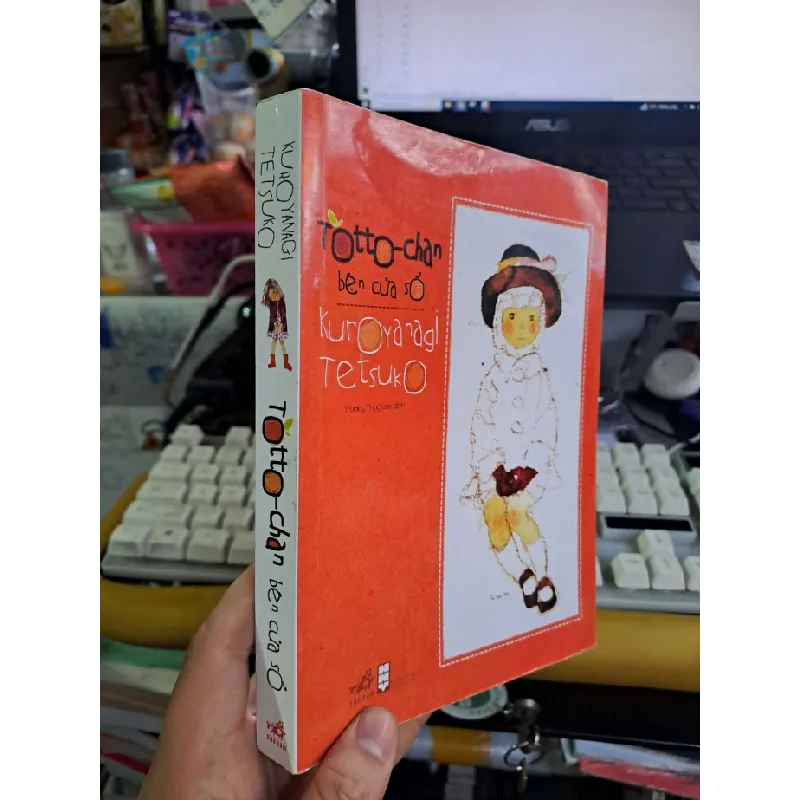 KUROYANAGI
TETSUKO
Totto-chan bên cửa sổ
Totto-chan
bên cửa sổ
Kuroyanagi
Tetsuko
ASUS